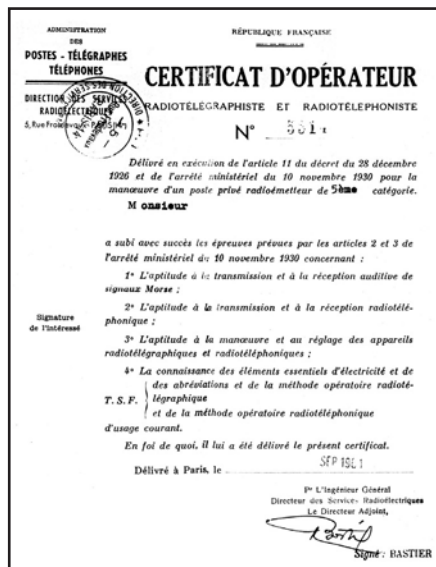 ADMINISTRATION
DES
POSTES - TÉLÉGRAPHES
TÉLÉPHONES
DIRECTION DES SERVICES
RADIOÉLECTRIQUES
5, Rue Froidevaux - PARIS
RÉPUBLIQUE FRANÇAISE
CERTIFICAT D'OPÉRATEUR
RADIOTÉLÉGRAPHISTE ET RADIOTÉLÉPHONISTE
N°
Délivré en exécution de l'article 11 du décret du 28 décembre
1926 et de l'arrêté ministériel du 10 novembre 1930 pour la
manœuvre d'un poste privé radioémetteur de 5ème catégorie.
Monsieur
a subi avec succès les épreuves prévues par les articles 2 et 3 de
l'arrêté ministériel du 10 novembre 1930 concernant :
1° L'aptitude à la transmission et à la réception auditive de
signaux Morse ;
2° L'aptitude à la transmission et à la réception radiotélé-
phonique ;
Signature
de l'intéressé
3° L'aptitude à la manœuvre et au réglage des appareils
radiotélégraphiques et radiotéléphoniques ;
4° La connaissance des éléments essentiels d'électricité et de
T. S. F. des abréviations et de la méthode opératoire radioté-
légraphique
et de la méthode opératoire radiotéléphonique
d'usage courant.
En foi de quoi, il lui a été délivré le présent certificat.
Délivré à Paris, le SEP 1961
Pr L'Ingénieur Général
Directeur des Services Radioélectriques
Le Directeur Adjoint,
Signé : BASTIER